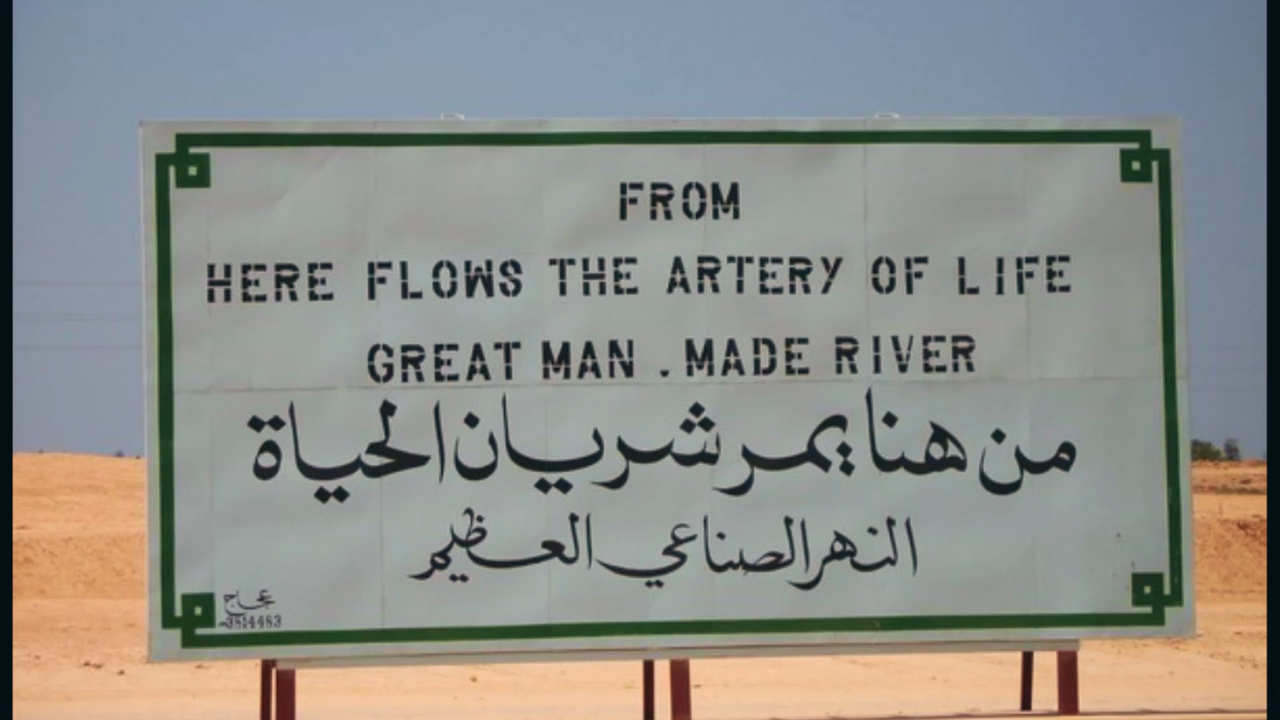 FROM
HERE FLOWS THE ARTERY OF LIFE
GREAT MAN . MADE RIVER
من هنا يمر شريان الحياة
النهر الصناعي العظيم
عجاج